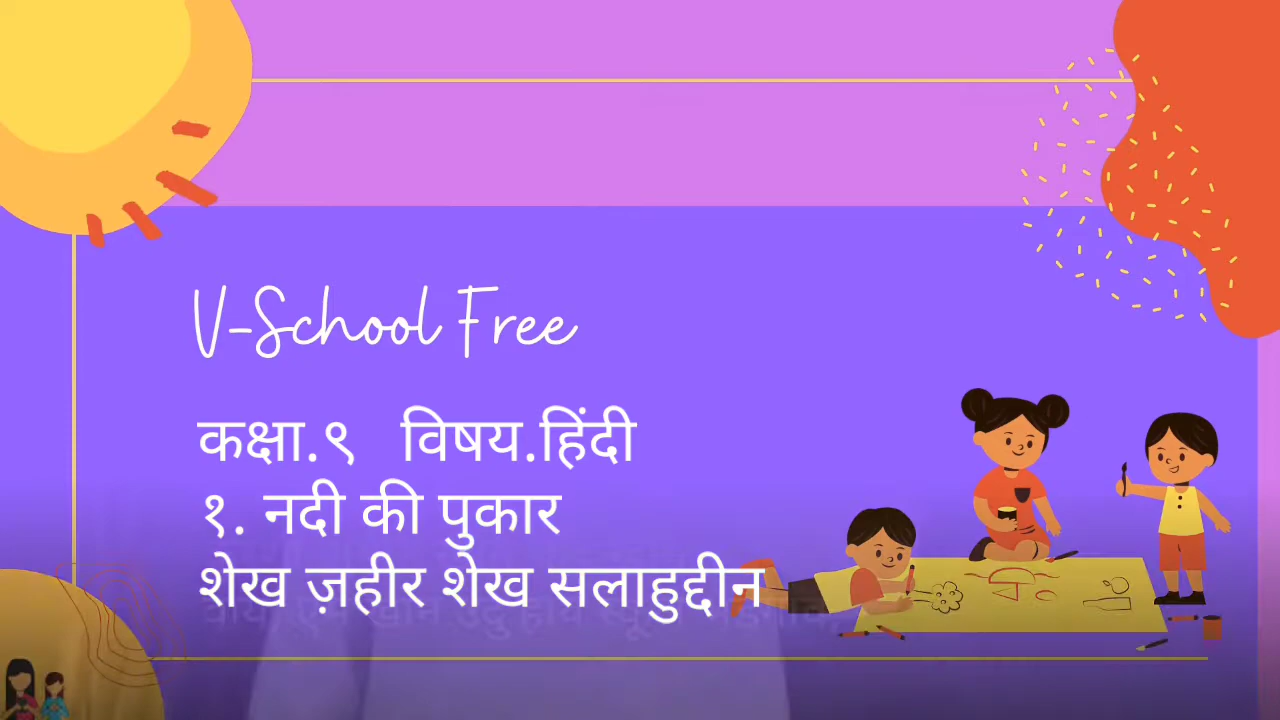 V-School Free
कक्षा.९ विषय.हिंदी
१. नदी की पुकार
शेख ज़हीर शेख सलाहुद्दीन